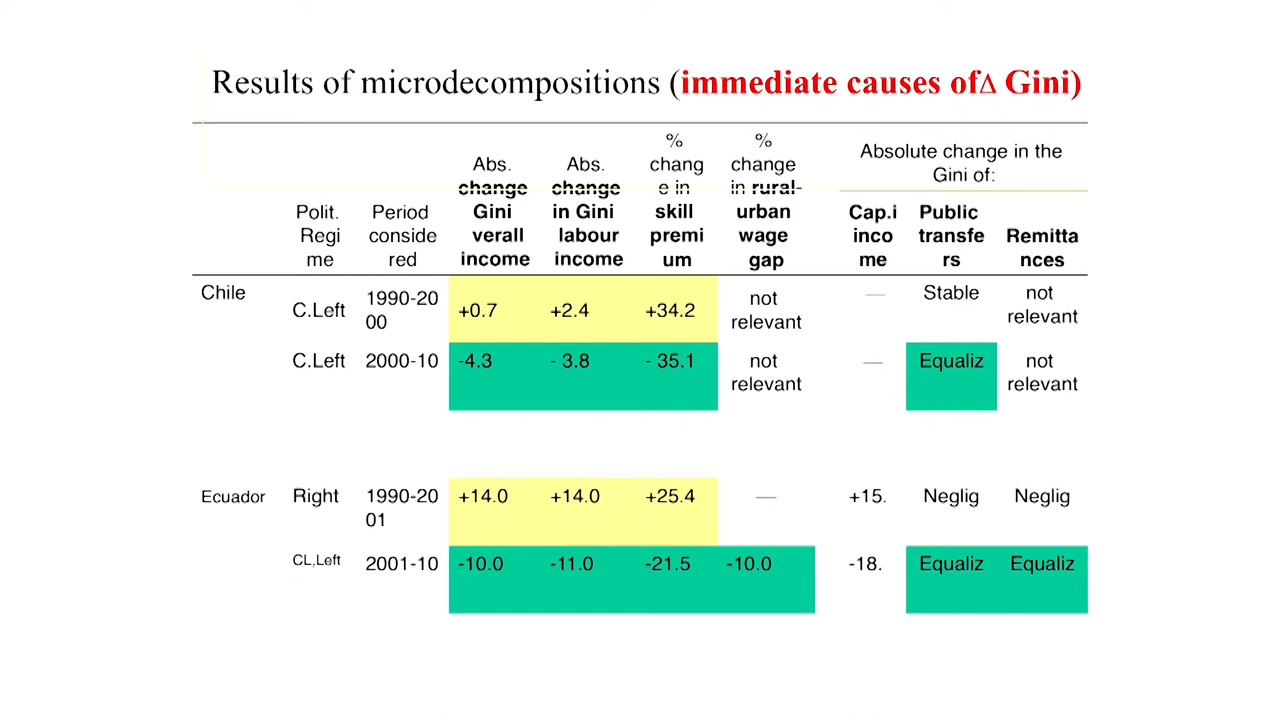 Results of microdecompositions (immediate causes of∆ Gini)
Polit. Regi me
Period conside red
Abs. change Gini verall income
Abs. change in Gini labour income
% chang e in skill premi um
% change in rural- urban wage gap
Absolute change in the Gini of:
Cap.i inco me
Public transfe rs
Remitta nces
Chile C.Left 1990-20 00 +0.7 +2.4 +34.2 not relevant — Stable not relevant
C.Left 2000-10 -4.3 - 3.8 - 35.1 not relevant — Equaliz not relevant
Ecuador Right 1990-20 01 +14.0 +14.0 +25.4 — +15. Neglig Neglig
CL,Left 2001-10 -10.0 -11.0 -21.5 -10.0 -18. Equaliz Equaliz